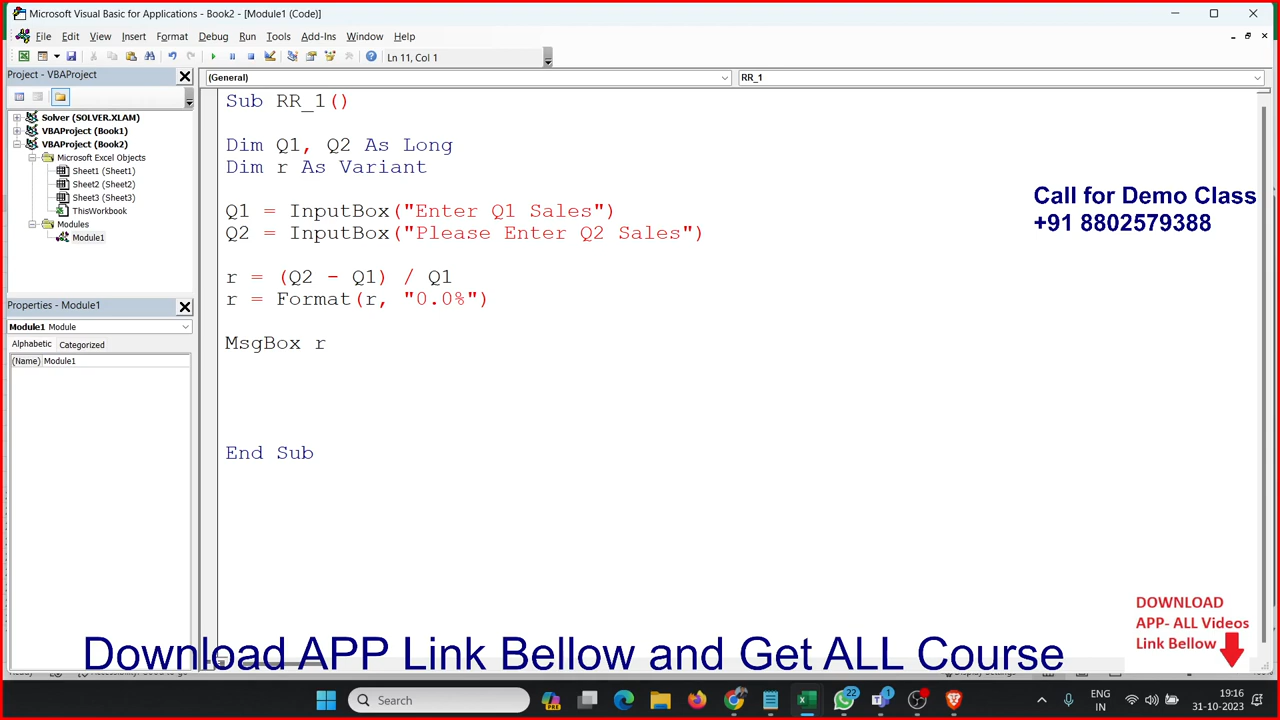 Microsoft Visual Basic for Applications - Book2 - [Module1 (Code)]
File Edit View Insert Format Debug Run Tools Add-Ins Window Help
Ln 11, Col 1
Project - VBAProject
(General)
RR_1
Solver (SOLVER.XLAM)
VBAProject (Book1)
VBAProject (Book2)
Microsoft Excel Objects
Sheet1 (Sheet1)
Sheet2 (Sheet2)
Sheet3 (Sheet3)
ThisWorkbook
Modules
Module1
Properties - Module1
Module1 Module
Alphabetic Categorized
(Name) Module1
Sub RR_1()
Dim Q1, Q2 As Long
Dim r As Variant
Q1 = InputBox("Enter Q1 Sales")
Q2 = InputBox("Please Enter Q2 Sales")
r = (Q2 - Q1) / Q1
r = Format(r, "0.0%")
MsgBox r
End Sub
Call for Demo Class
+91 8802579388
DOWNLOAD
APP- ALL Videos
Link Bellow
Download APP Link Bellow and Get ALL Course
Search
PRE
22
1
ENG
IN
19:16
31-10-2023